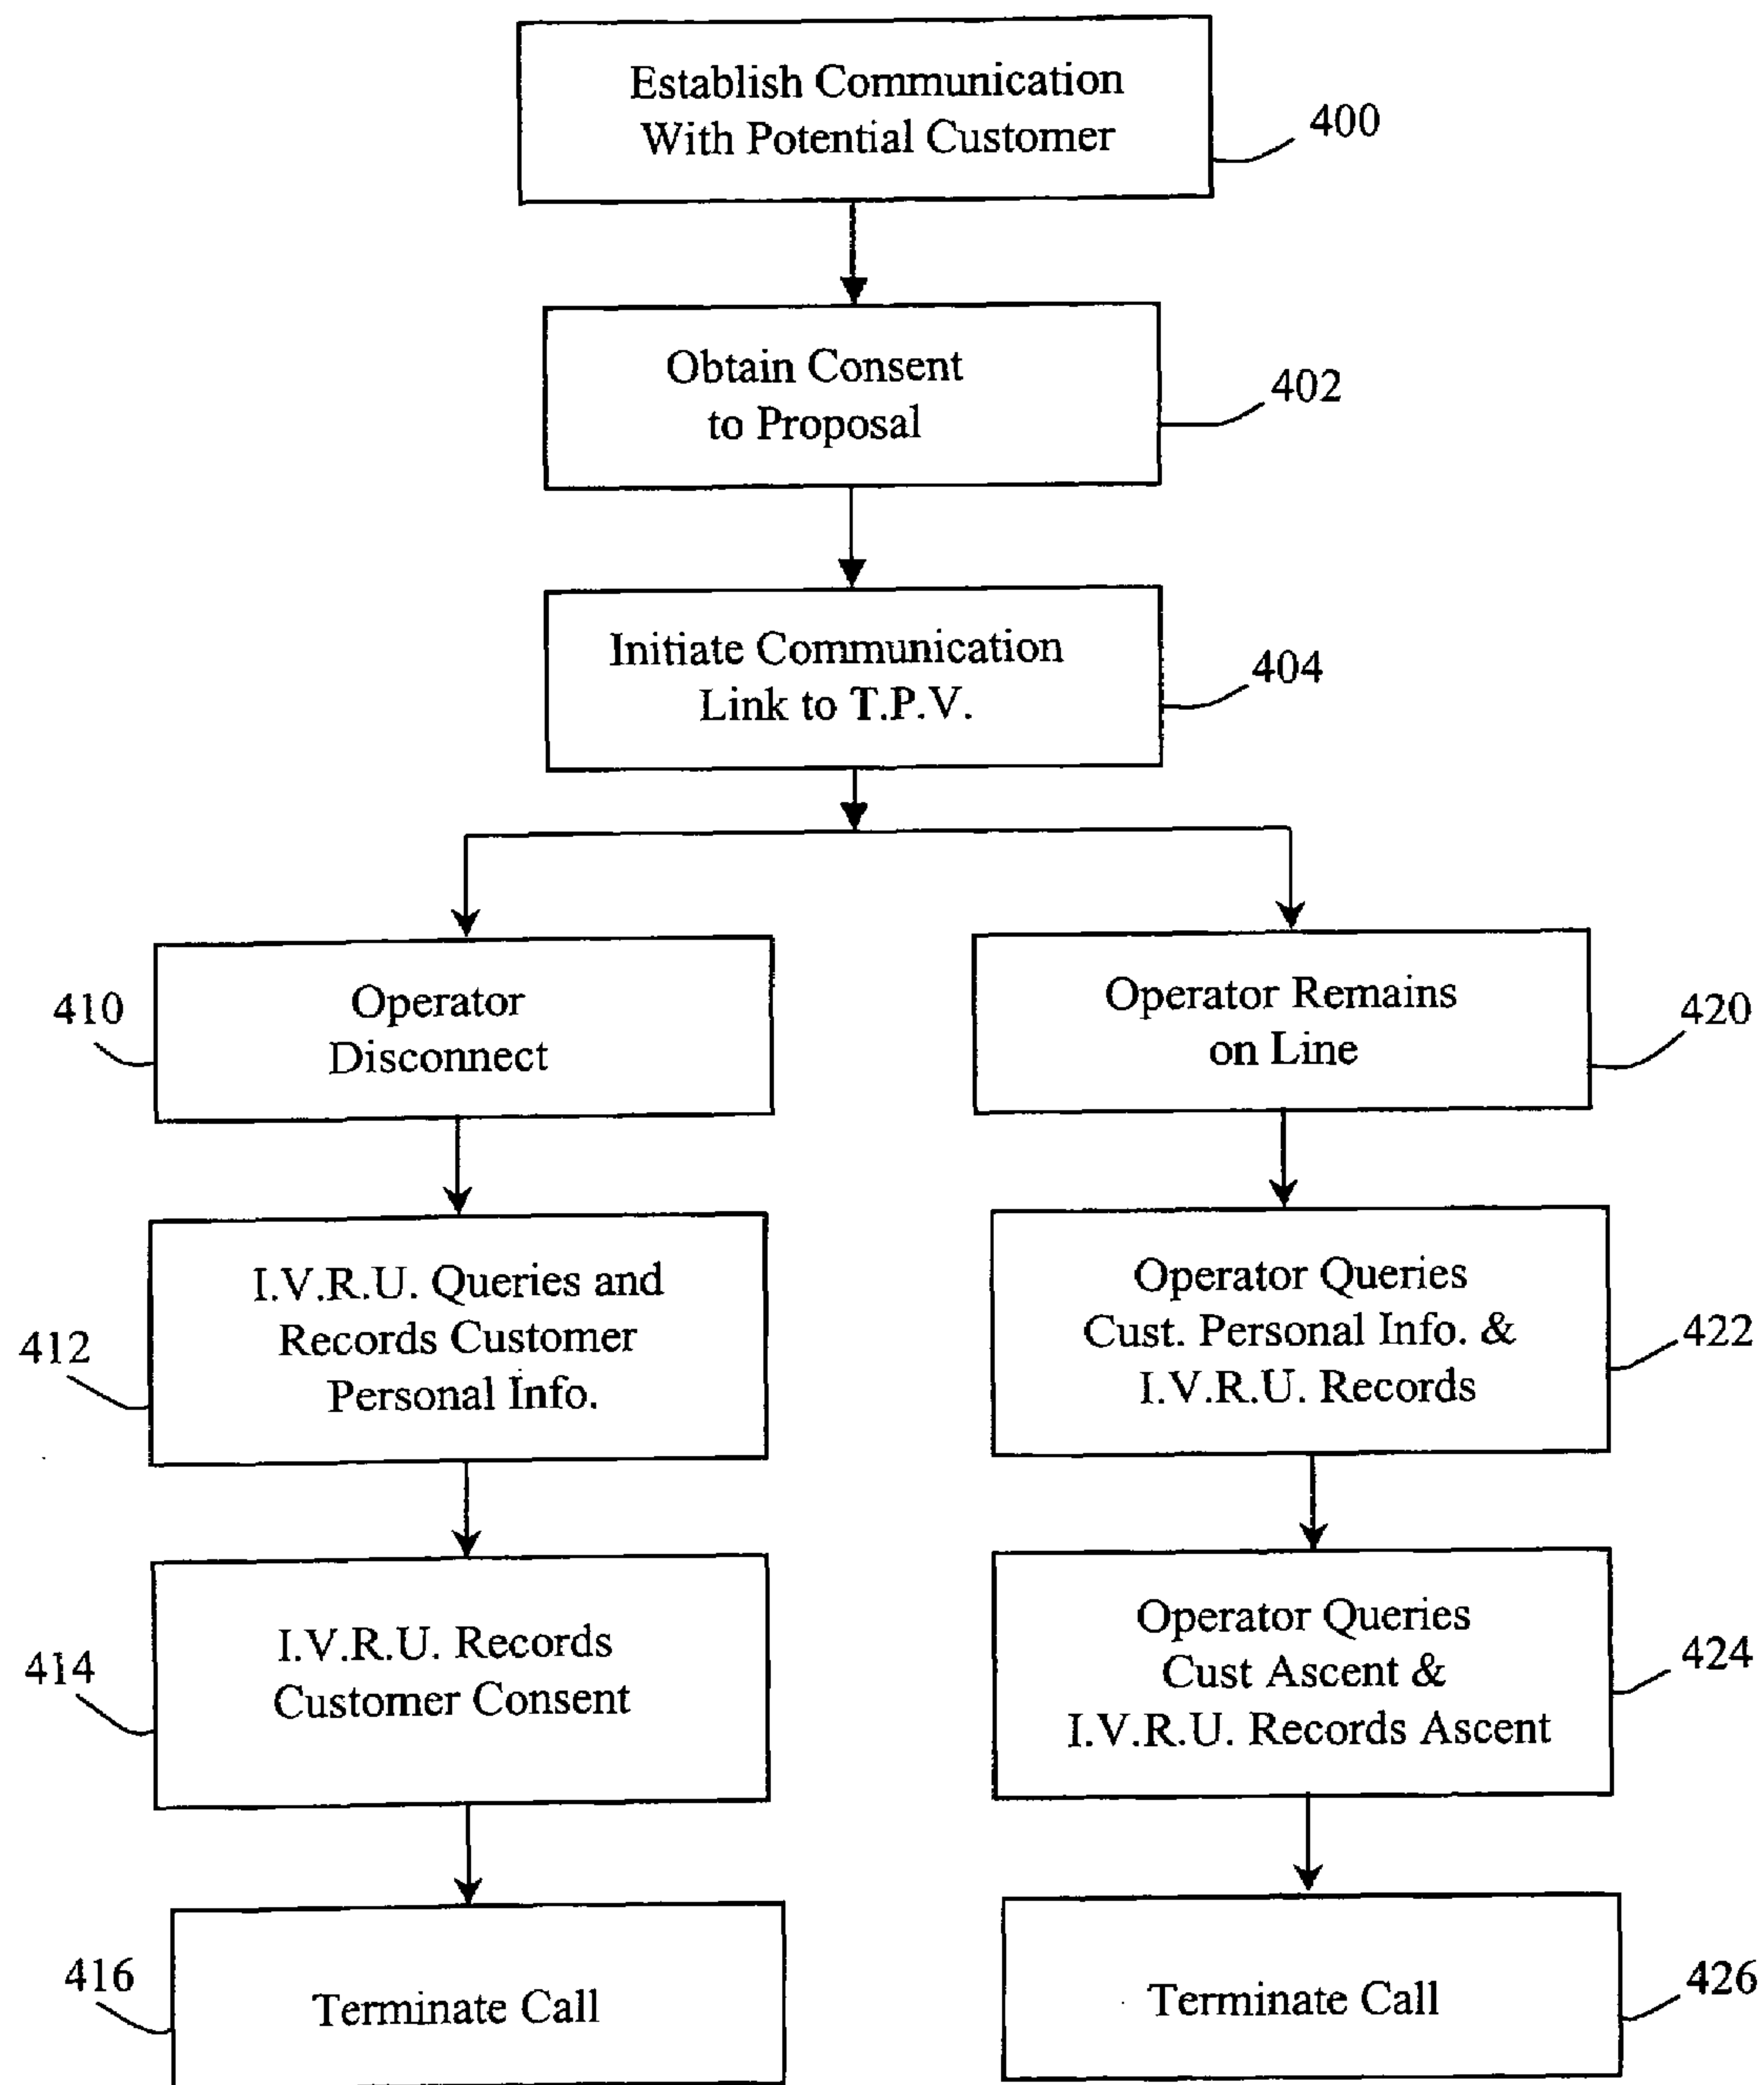 Establish Communication
With Potential Customer
400
Obtain Consent
to Proposal
402
Initiate Communication
Link to T.P.V.
404
410
Operator
Disconnect
Operator Remains
on Line
420
412
I.V.R.U. Queries and
Records Customer
Personal Info.
Operator Queries
Cust. Personal Info. &
I.V.R.U. Records
422
414
I.V.R.U. Records
Customer Consent
Operator Queries
Cust Ascent &
I.V.R.U. Records Ascent
424
416
Terminate Call
Terminate Call
426